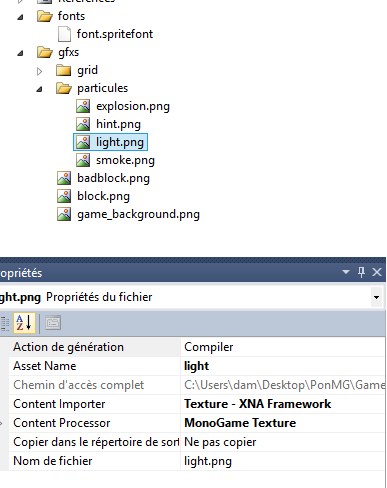 fonts
font.spritefont
gfxs
grid
particules
explosion.png
hint.png
light.png
smoke.png
badblock.png
block.png
game_background.png
opriétés
ght.png Propriétés du fichier
A Z
Action de génération Compiler
Asset Name light
Chemin d'accès complet C:\Users\dam\Desktop\PonMG\Game
Content Importer Texture - XNA Framework
Content Processor MonoGame Texture
Copier dans le répertoire de sort Ne pas copier
Nom de fichier light.png